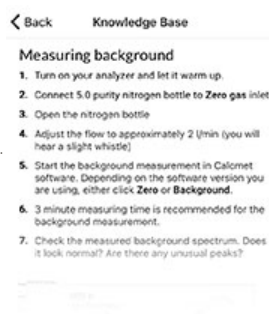 Back Knowledge Base
Measuring background
1. Turn on your analyzer and let it warm up.
2. Connect 5.0 purity nitrogen bottle to Zero gas inlet
3. Open the nitrogen bottle
4. Adjust the flow to approximately 2 l/min (you will
hear a slight whistle)
5. Start the background measurement in Calcmet
software. Depending on the software version you
are using, either click Zero or Background.
6. 3 minute measuring time is recommended for the
background measurement.
7. Check the measured background spectrum. Does
it look normal? Are there any unusual peaks?